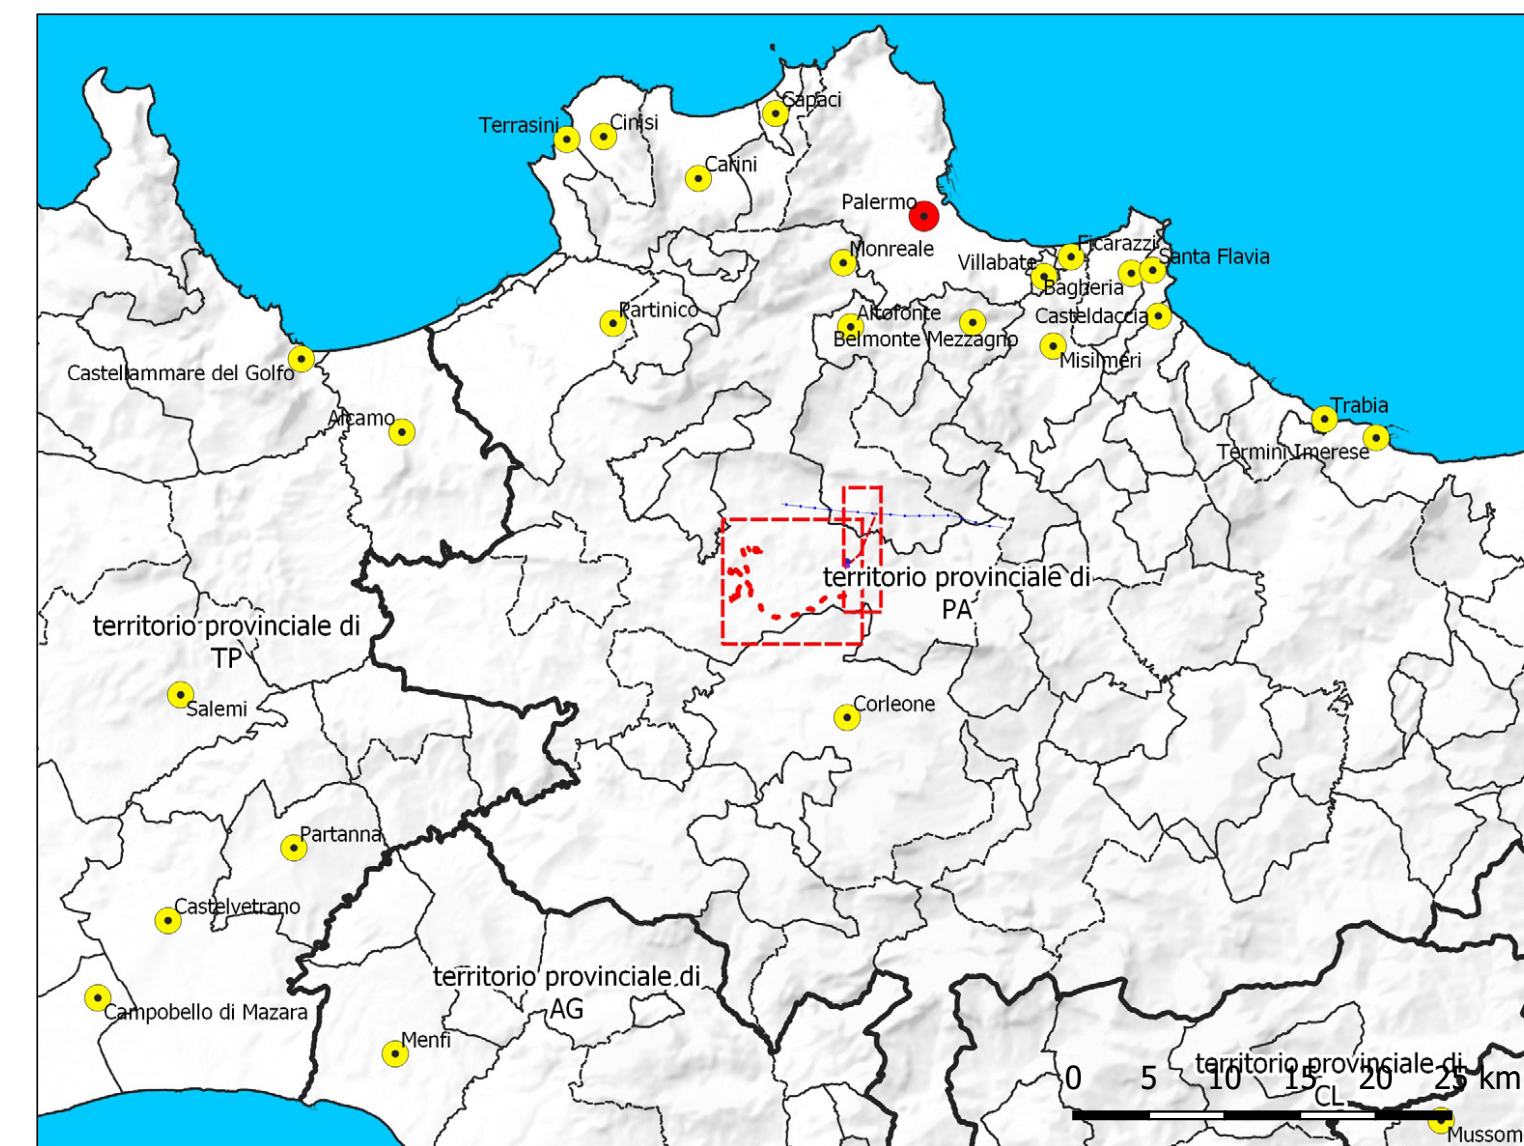 Capaci
Terrasini
Cinisi
Carini
Palermo
Monreale
Villabate
Ficarazzi
Santa Flavia
Bagheria
Partinico
Altofonte
Casteldaccia
Belmonte Mezzagno
Misilmeri
Castellammare del Golfo
Alcamo
Trabia
Termini Imerese
territorio provinciale di
PA
territorio provinciale di
TP
Salemi
Corleone
Partanna
Castelvetrano
territorio provinciale di
AG
Campobello di Mazara
Menfi
territorio provinciale di
CL
0 5 10 15 20 25 km
Mussom